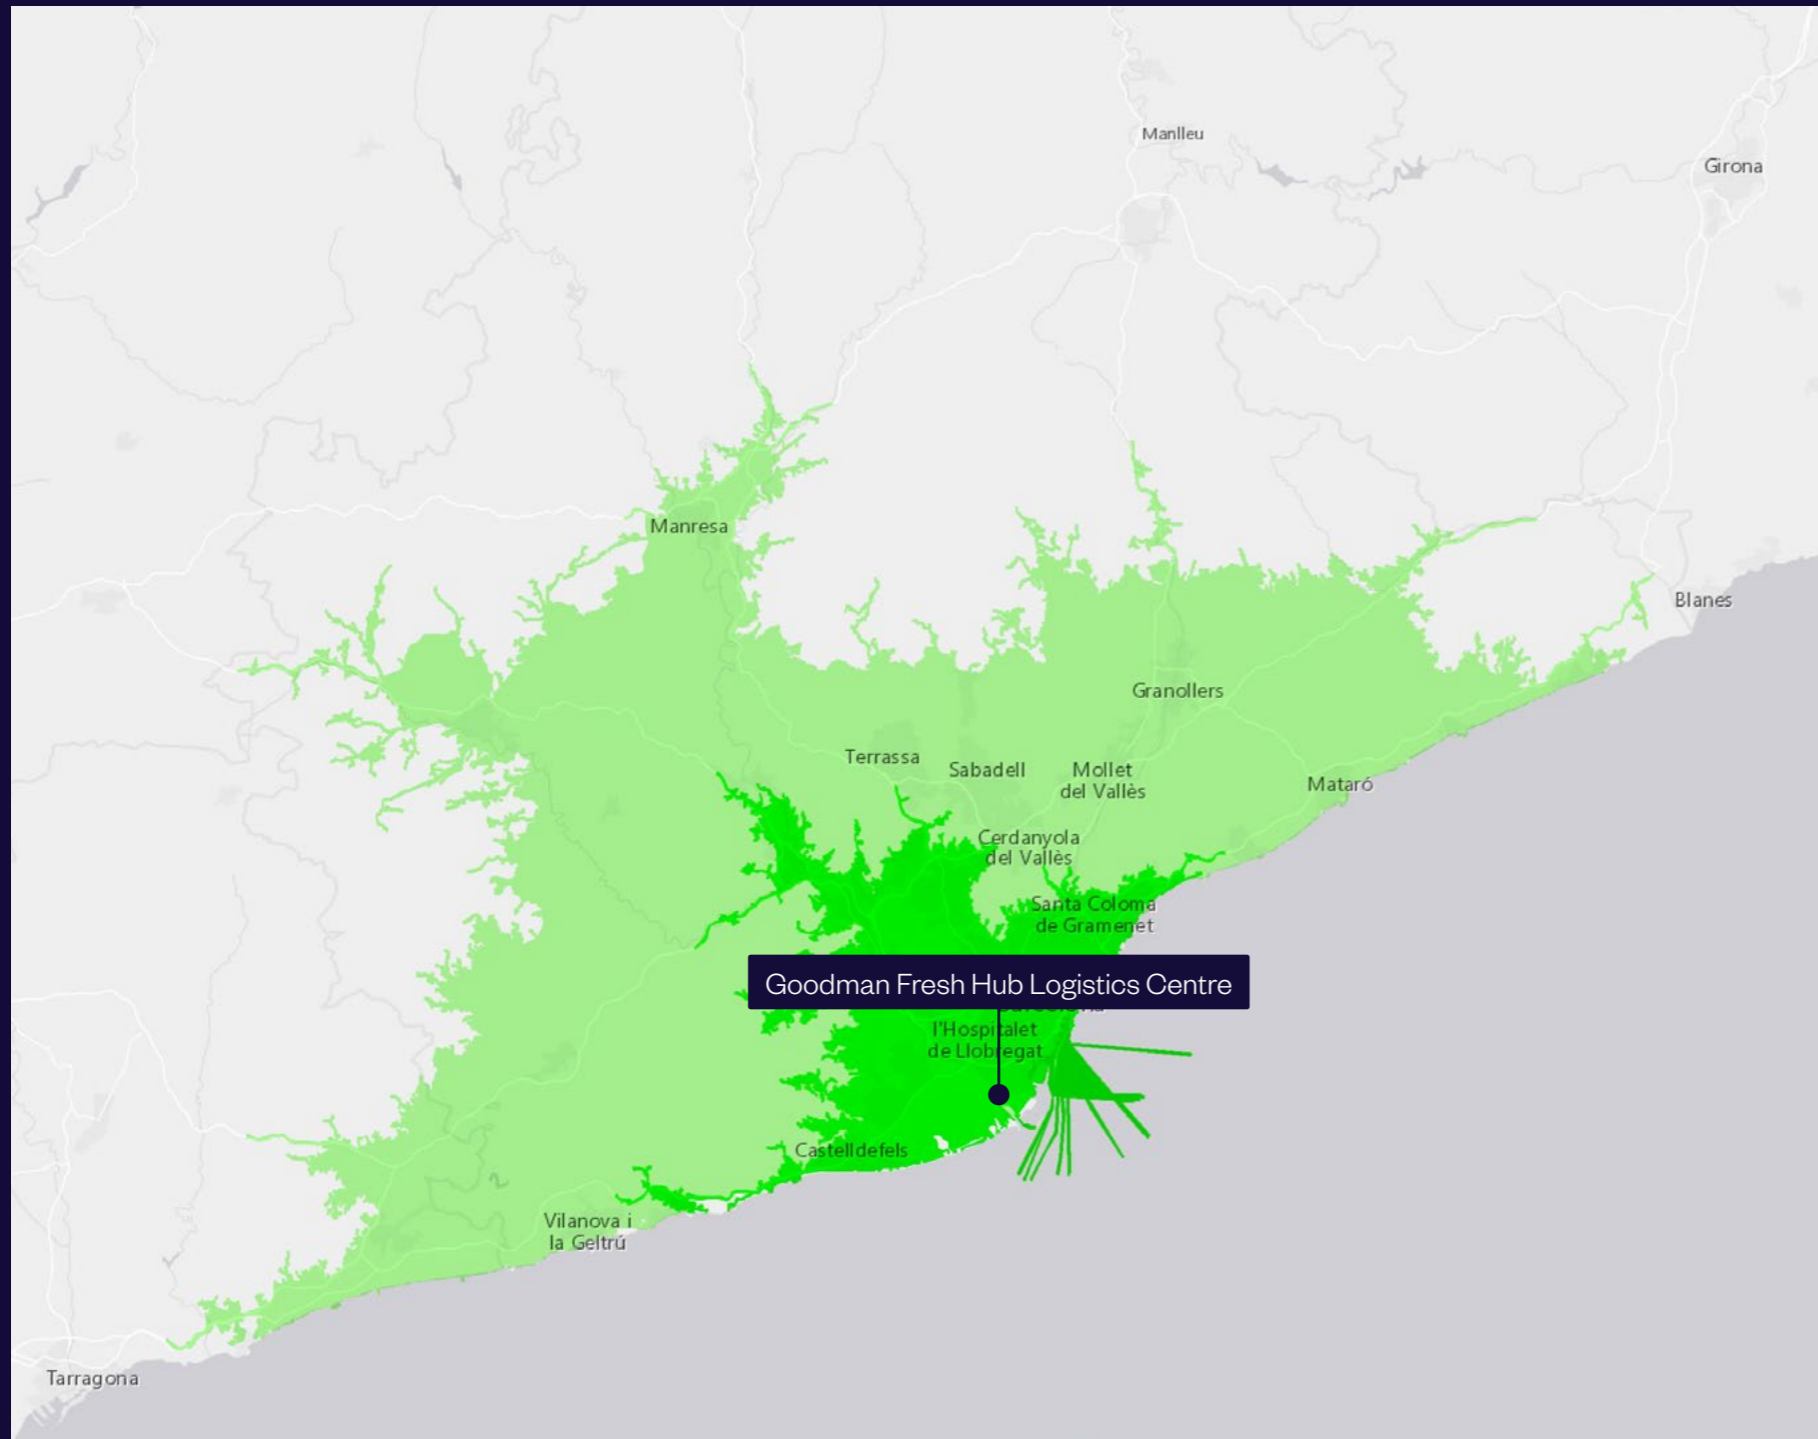 Manlleu
Girona
Manresa
Blanes
Granollers
Terrassa
Sabadell
Mollet
del Vallès
Mataró
Cerdanyola
del Vallès
Santa Coloma
de Gramenet
Goodman Fresh Hub Logistics Centre
l'Hospitalet
de Llobregat
Castelldefels
Vilanova i
la Geltrú
Tarragona